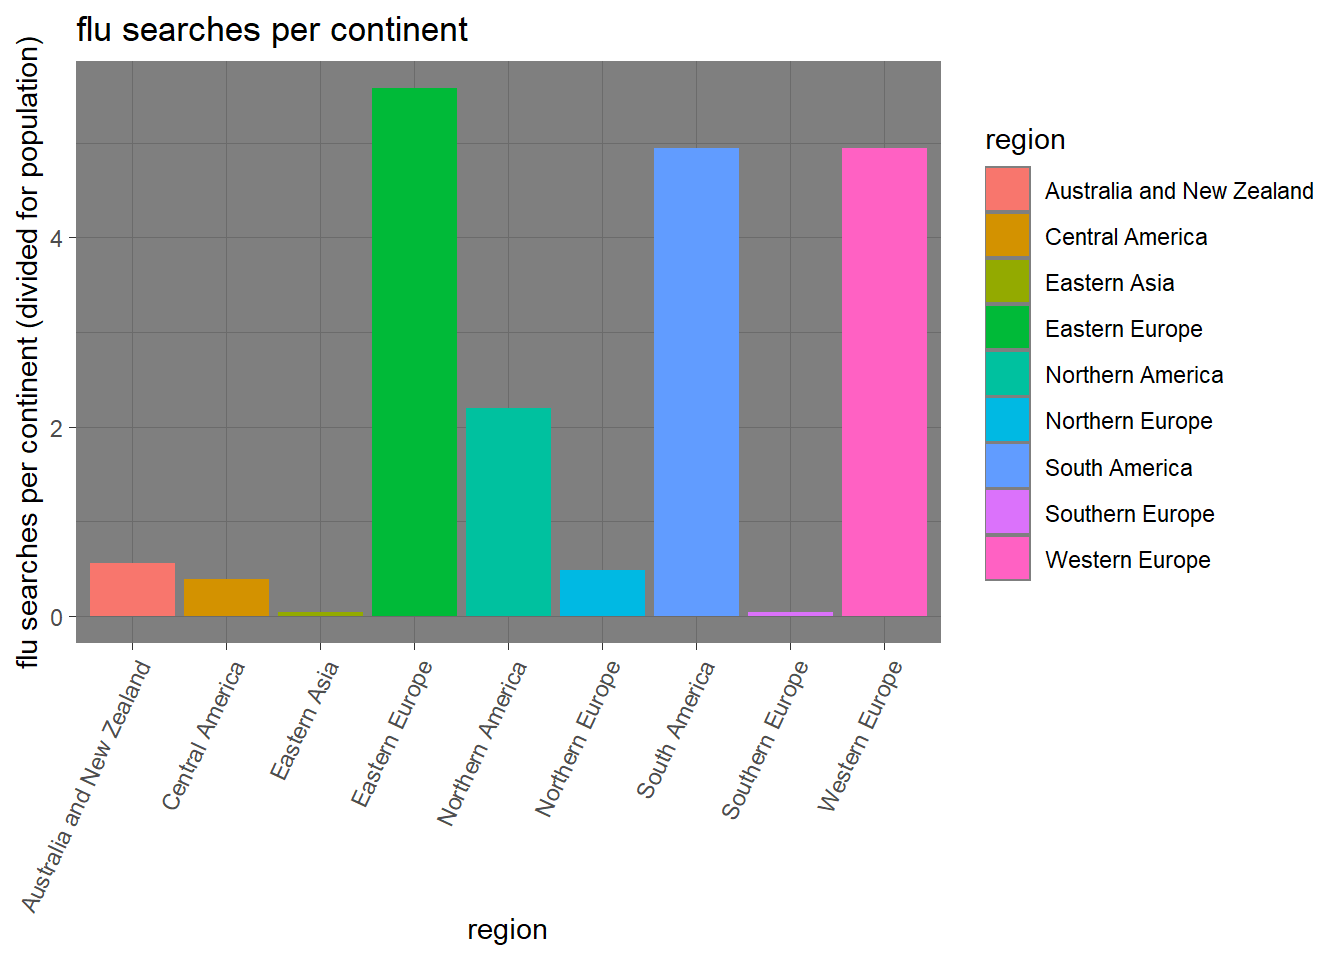 flu searches per continent
flu searches per continent (divided for population)
4
2
0
Australia and New Zealand
Central America
Eastern Asia
Eastern Europe
Northern America
Northern Europe
South America
Southern Europe
Western Europe
region
region
Australia and New Zealand
Central America
Eastern Asia
Eastern Europe
Northern America
Northern Europe
South America
Southern Europe
Western Europe